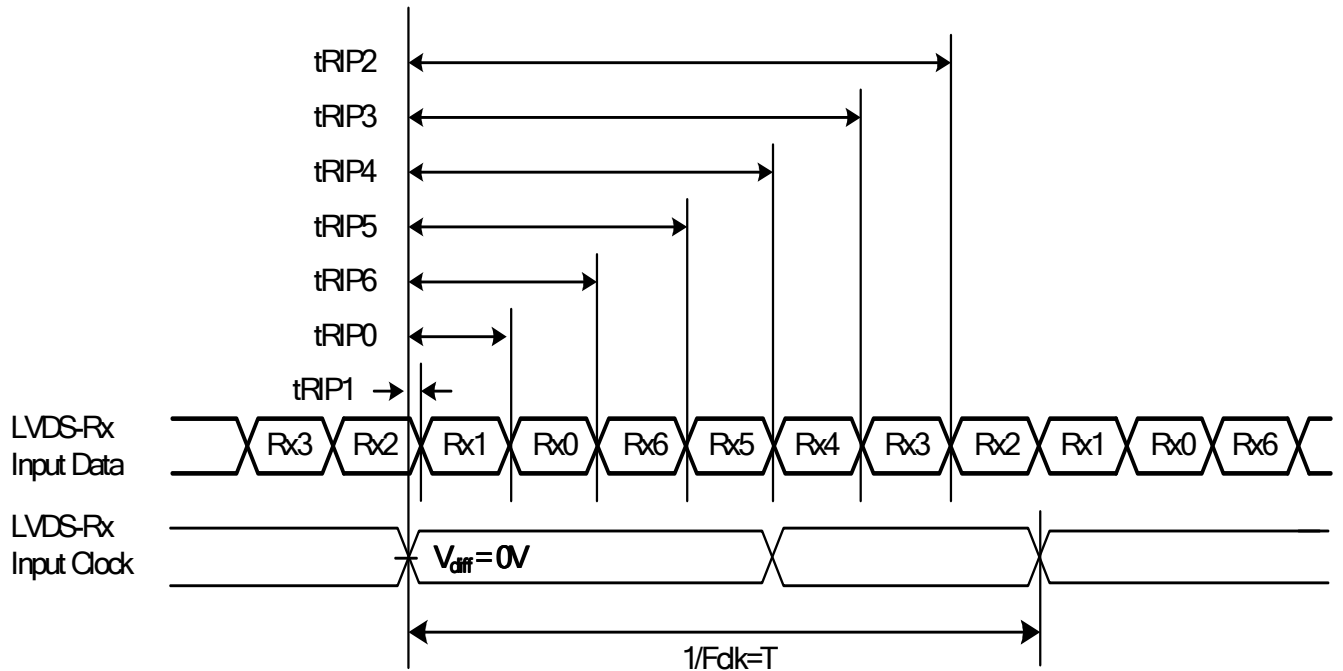 tRIP2
tRIP3
tRIP4
tRIP5
tRIP6
tRIP0
tRIP1
LVDS-Rx
Input Data
Rx3 Rx2 Rx1 Rx0 Rx6 Rx5 Rx4 Rx3 Rx2 Rx1 Rx0 Rx6
LVDS-Rx
Input Clock
Vdiff = 0V
1/Fclk=T